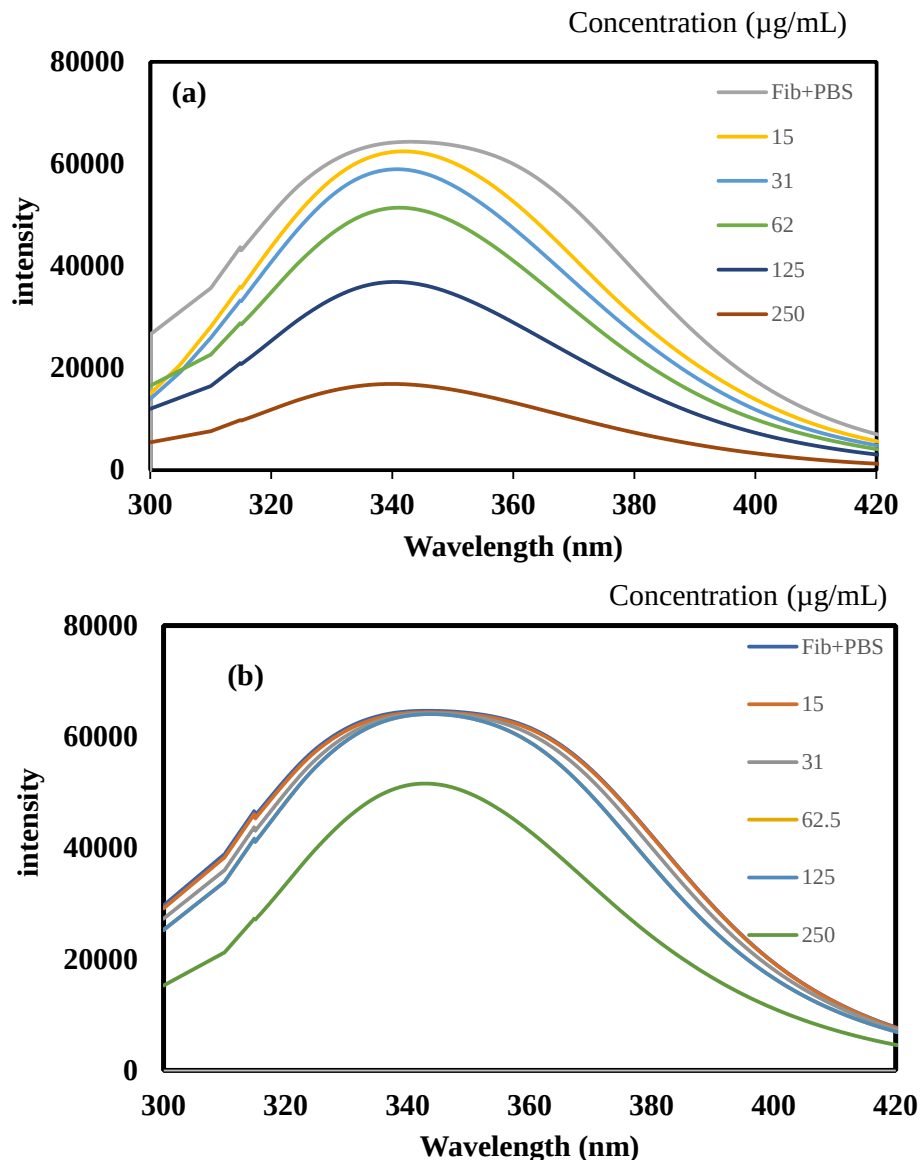 Concentration (µg/mL)
80000
(a)
Fib+PBS
60000
15
31
intensity
40000
62
125
20000
250
0
300 320 340 360 380 400 420
Wavelength (nm)
Concentration (µg/mL)
80000
Fib+PBS
(b)
15
60000
31
intensity
40000
62.5
125
20000
250
0
300 320 340 360 380 400 420
Wavelength (nm)